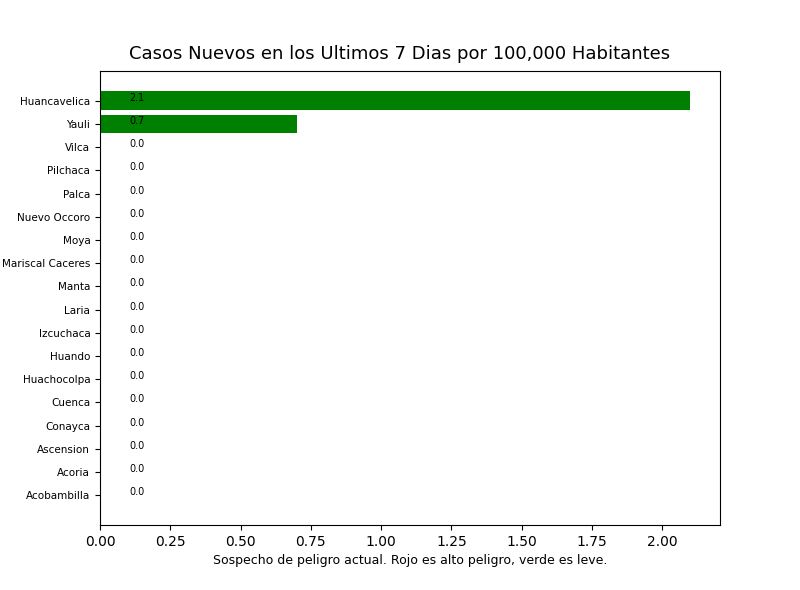 Casos Nuevos en los Ultimos 7 Dias por 100,000 Habitantes
Huancavelica 2.1
Yauli 0.7
Vilca 0.0
Pilchaca 0.0
Palca 0.0
Nuevo Occoro 0.0
Moya 0.0
Mariscal Caceres 0.0
Manta 0.0
Laria 0.0
Izcuchaca 0.0
Huando 0.0
Huachocolpa 0.0
Cuenca 0.0
Conayca 0.0
Ascension 0.0
Acoria 0.0
Acobambilla 0.0
0.00 0.25 0.50 0.75 1.00 1.25 1.50 1.75 2.00
Sospecho de peligro actual. Rojo es alto peligro, verde es leve.